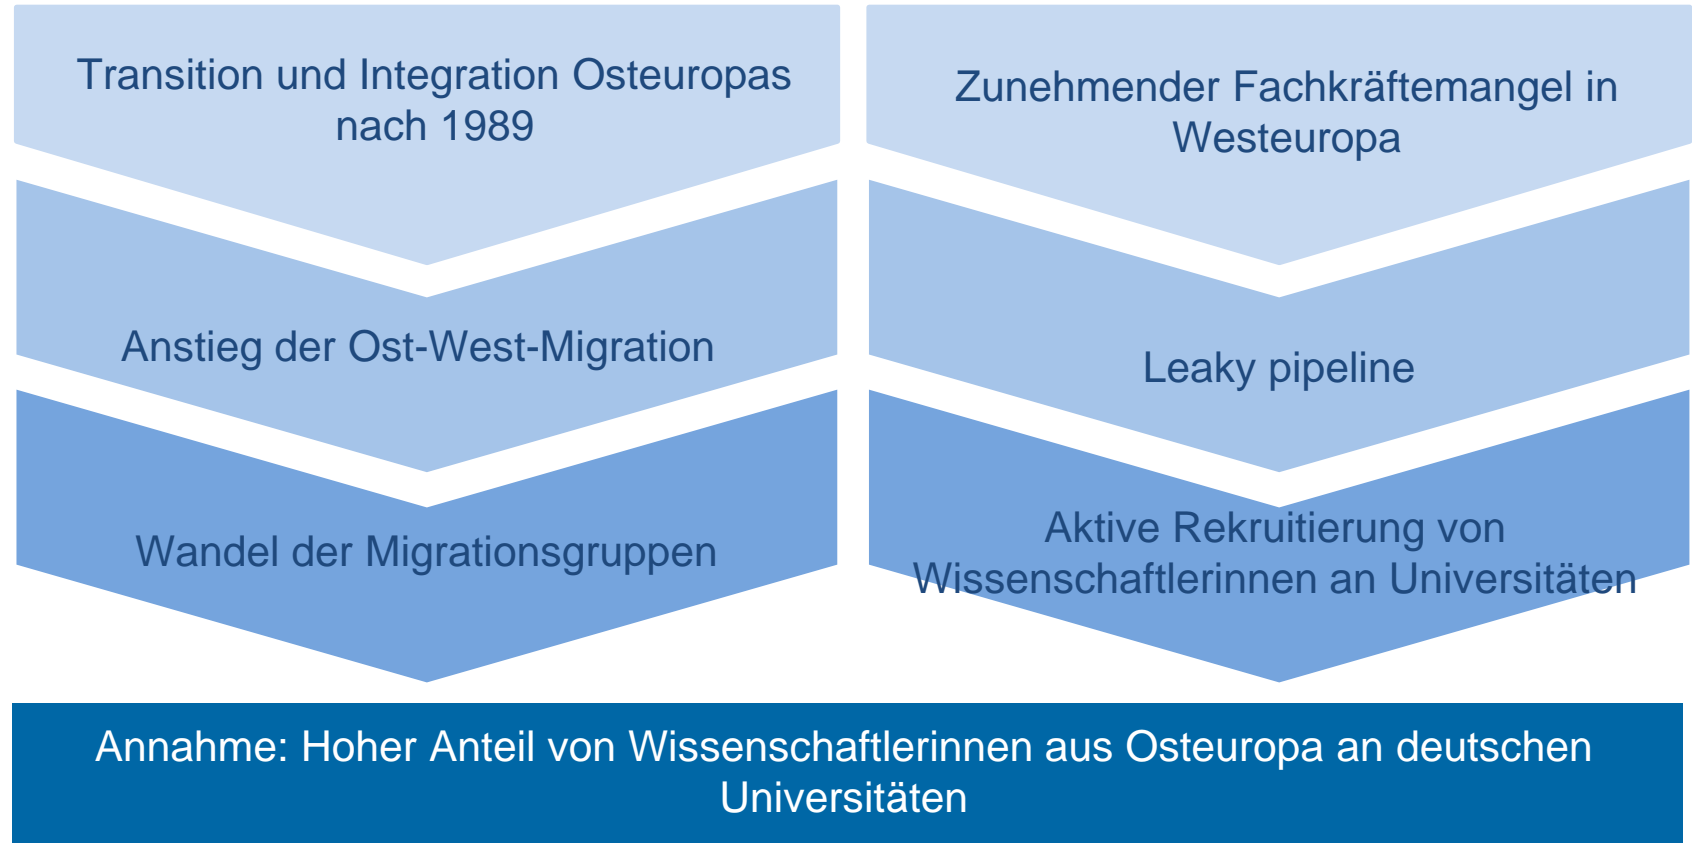 Transition und Integration Osteuropas
nach 1989
Anstieg der Ost-West-Migration
Wandel der Migrationsgruppen
Zunehmender Fachkräftemangel in
Westeuropa
Leaky pipeline
Aktive Rekruitierung von
Wissenschaftlerinnen an Universitäten
Annahme: Hoher Anteil von Wissenschaftlerinnen aus Osteuropa an deutschen
Universitäten